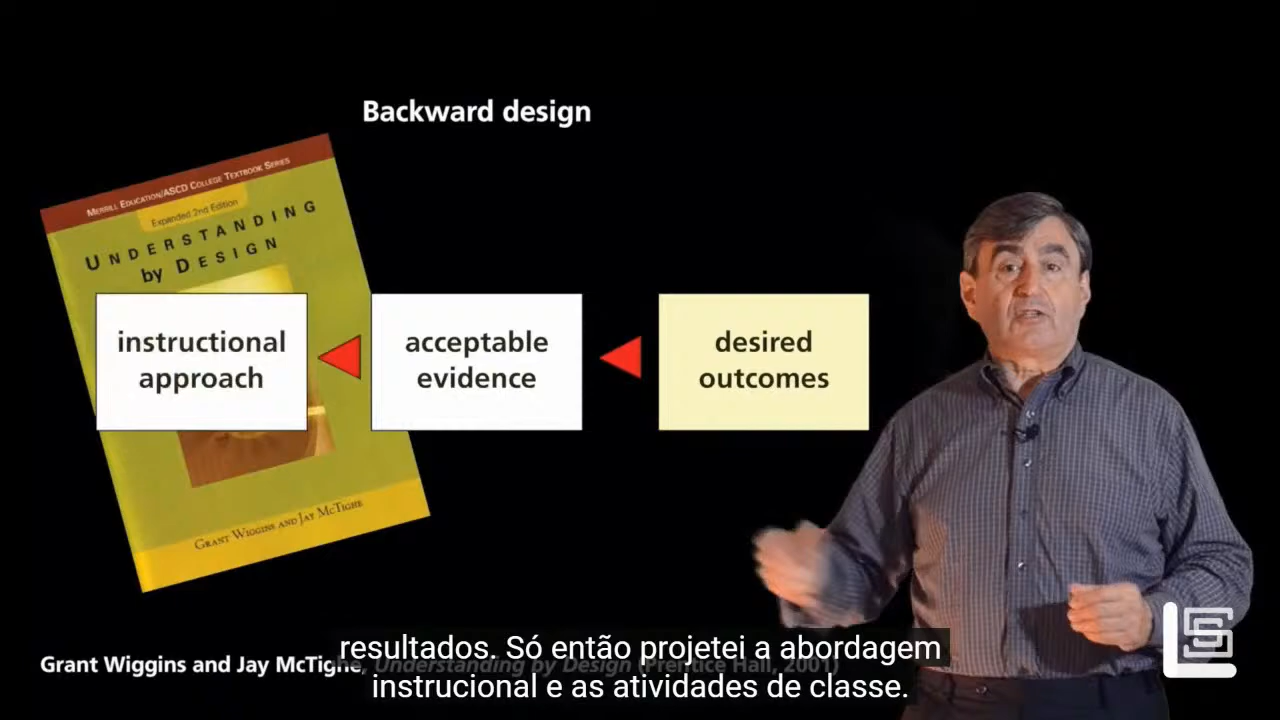 Backward design
MERRILL EDUCATION/ASCD COLLEGE TEXTBOOK SERIES
Expanded 2nd Edition
UNDERSTANDING
by DESIGN
instructional
approach
acceptable
evidence
desired
outcomes
GRANT WIGGINS AND JAY MCTIGHE
Grant Wiggins and Jay McTighe, Understanding by Design (Prentice Hall, 2001)
resultados. Só então projetei a abordagem
instrucional e as atividades de classe.
LS